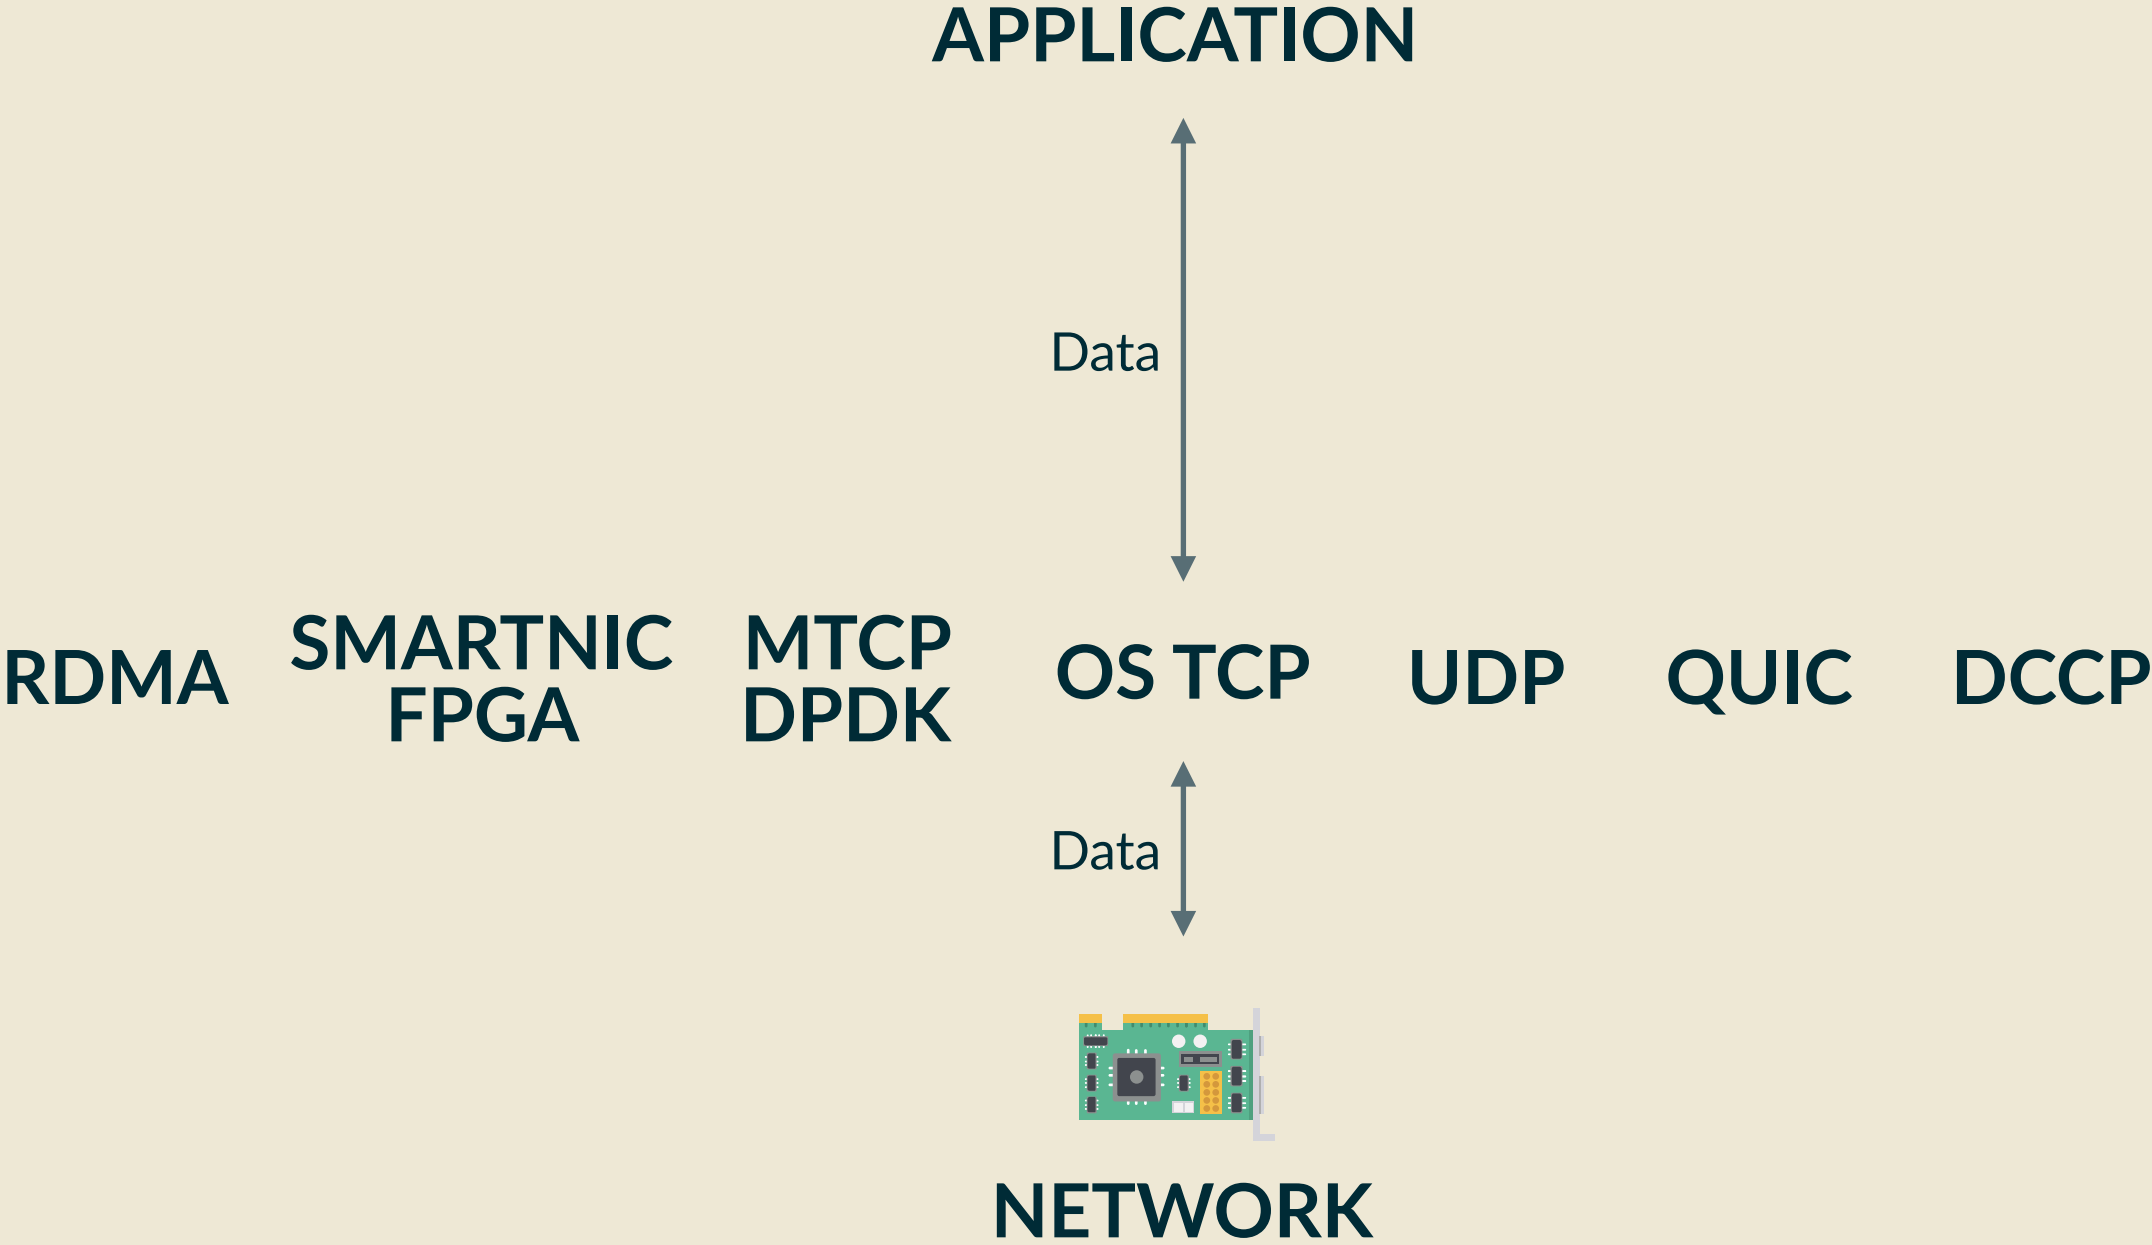 APPLICATION
Data
RDMA
SMARTNIC
FPGA
MTCP
DPDK
OS TCP
UDP
QUIC
DCCP
Data
NETWORK